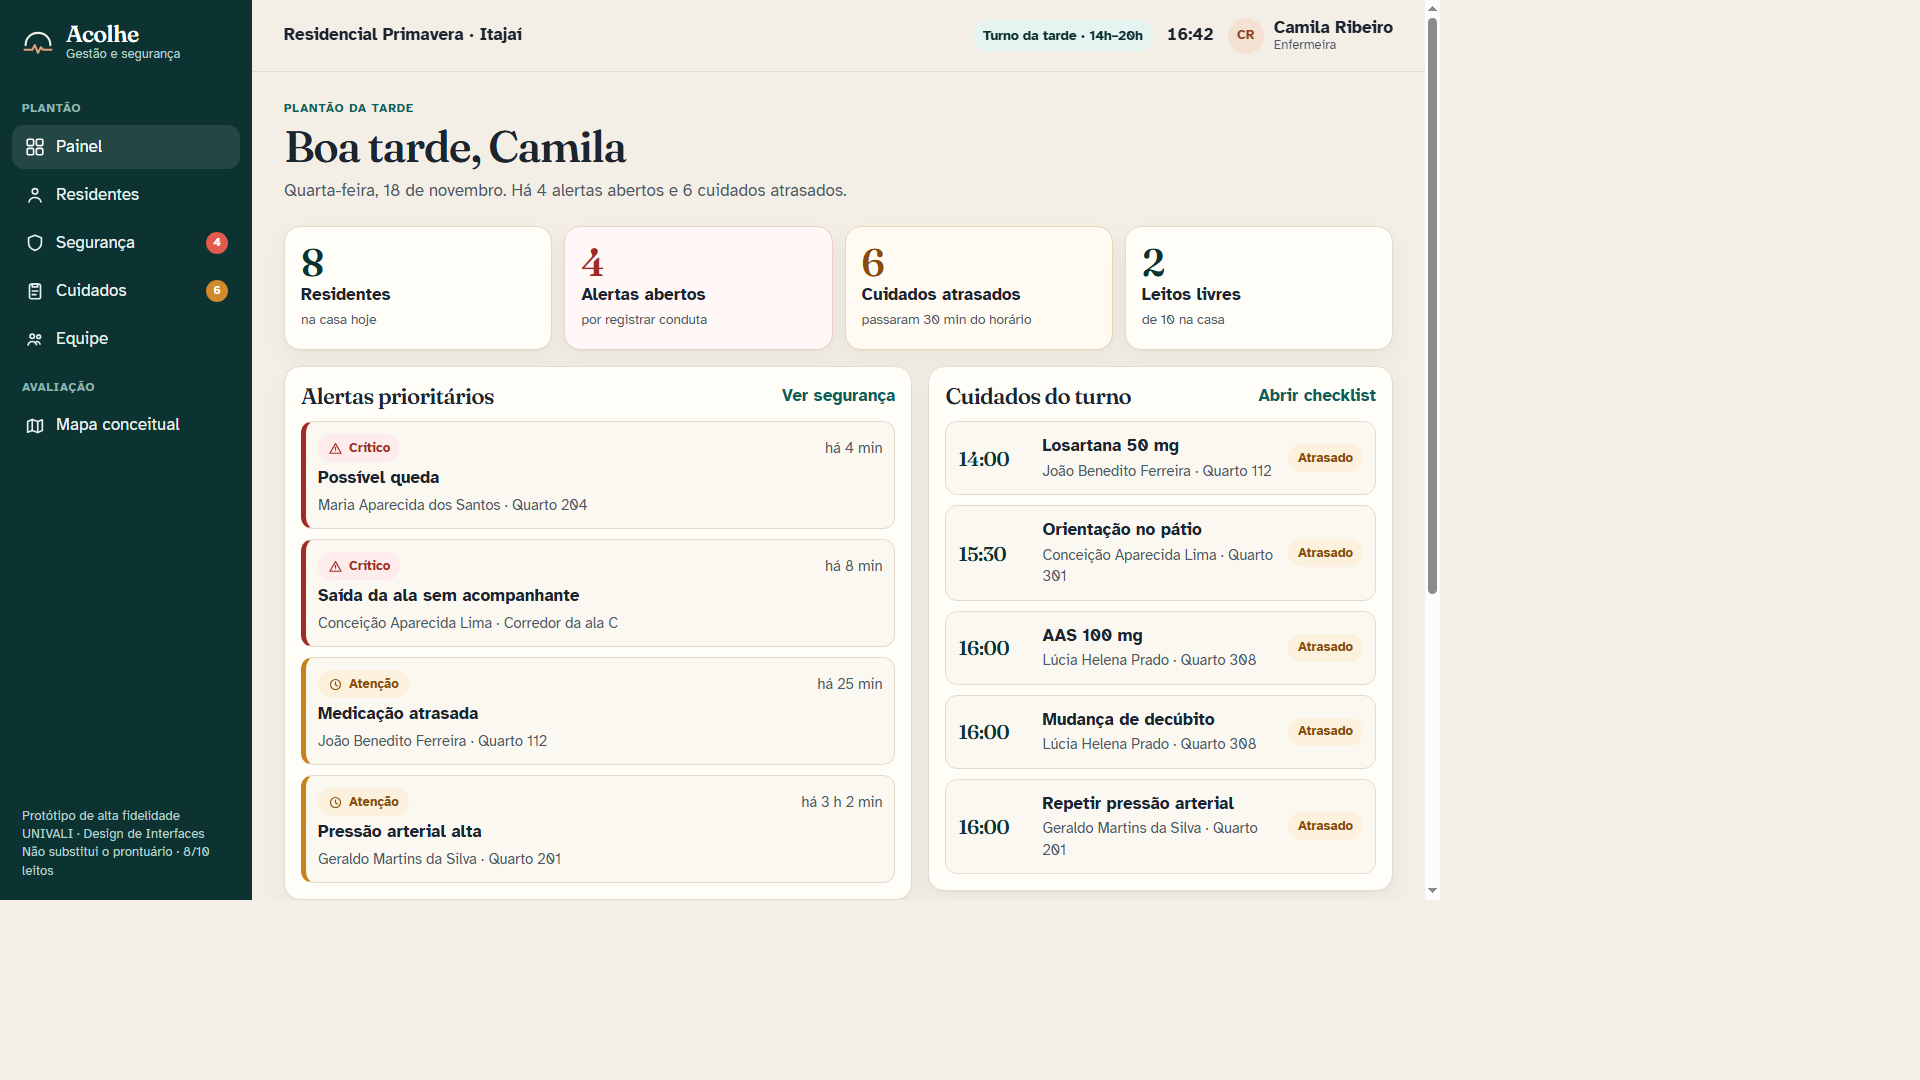 Acolhe
Gestão e segurança
PLANTÃO
Painel
Residentes
Segurança 4
Cuidados 6
Equipe
AVALIAÇÃO
Mapa conceitual
Protótipo de alta fidelidade
UNIVALI · Design de Interfaces
Não substitui o prontuário · 8/10
leitos
Residencial Primavera · Itajaí
Turno da tarde · 14h–20h
16:42
CR
Camila Ribeiro
Enfermeira
PLANTÃO DA TARDE
Boa tarde, Camila
Quarta-feira, 18 de novembro. Há 4 alertas abertos e 6 cuidados atrasados.
8
Residentes
na casa hoje
4
Alertas abertos
por registrar conduta
6
Cuidados atrasados
passaram 30 min do horário
2
Leitos livres
de 10 na casa
Alertas prioritários
Ver segurança
Crítico
há 4 min
Possível queda
Maria Aparecida dos Santos · Quarto 204
Crítico
há 8 min
Saída da ala sem acompanhante
Conceição Aparecida Lima · Corredor da ala C
Atenção
há 25 min
Medicação atrasada
João Benedito Ferreira · Quarto 112
Atenção
há 3 h 2 min
Pressão arterial alta
Geraldo Martins da Silva · Quarto 201
Cuidados do turno
Abrir checklist
14:00
Losartana 50 mg
João Benedito Ferreira · Quarto 112
Atrasado
15:30
Orientação no pátio
Conceição Aparecida Lima · Quarto
301
Atrasado
16:00
AAS 100 mg
Lúcia Helena Prado · Quarto 308
Atrasado
16:00
Mudança de decúbito
Lúcia Helena Prado · Quarto 308
Atrasado
16:00
Repetir pressão arterial
Geraldo Martins da Silva · Quarto
201
Atrasado